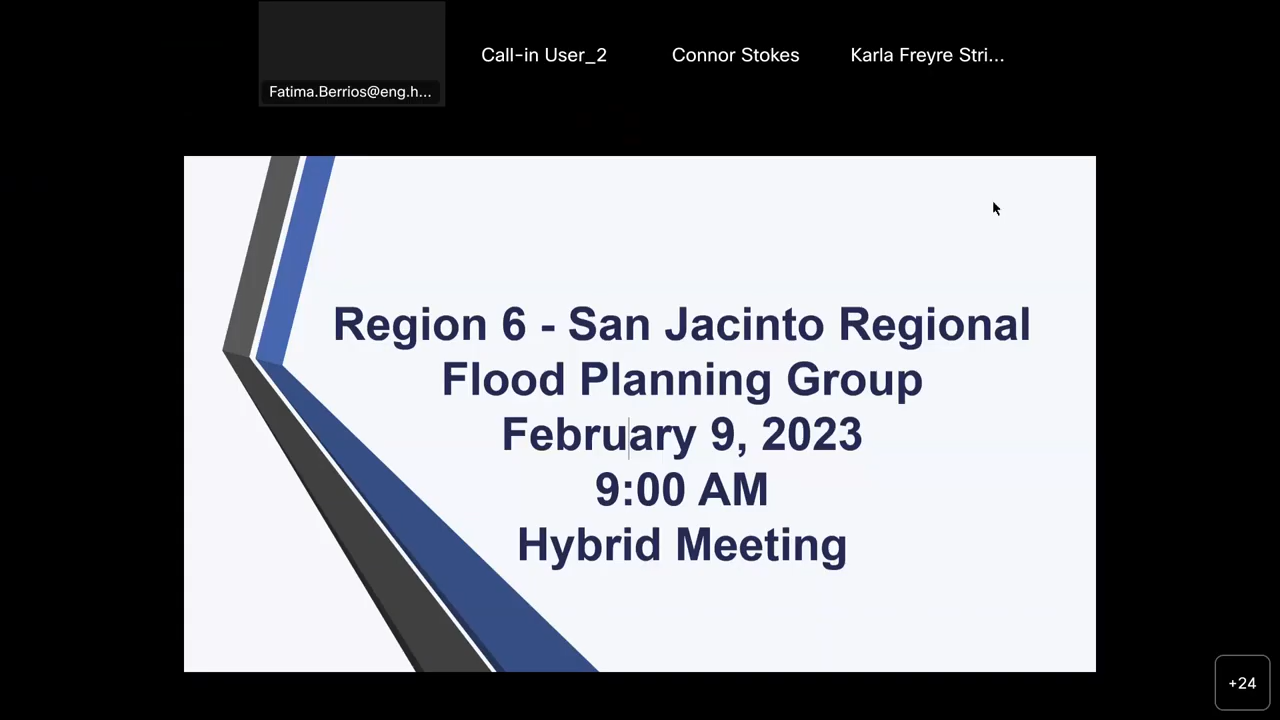 Fatima.Berrios@eng.h...
Call-in User_2
Connor Stokes
Karla Freyre Stri...
Region 6 - San Jacinto Regional
Flood Planning Group
February 9, 2023
9:00 AM
Hybrid Meeting
+24